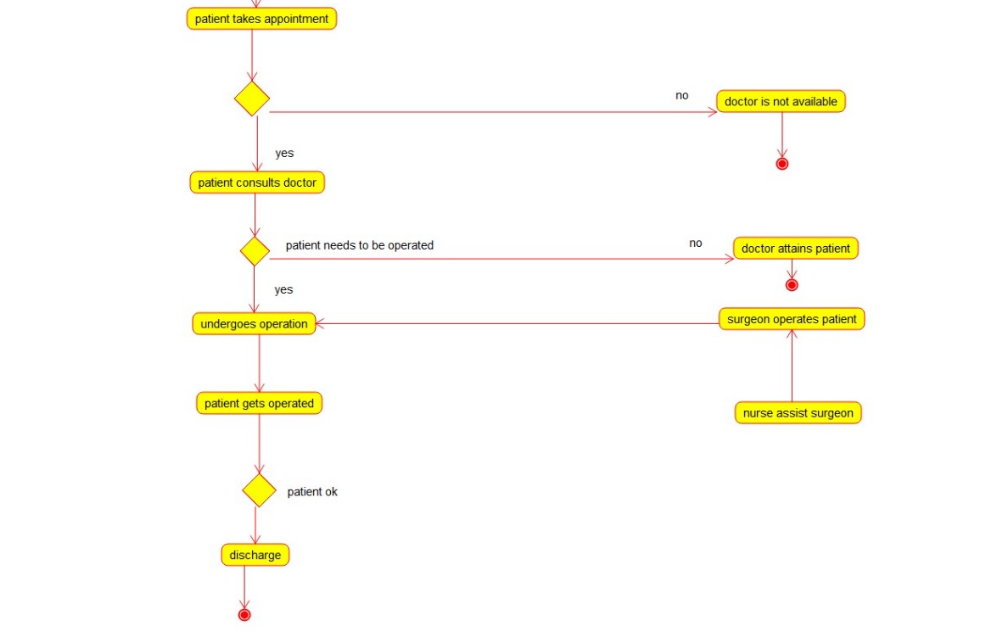 patient takes appointment
no
doctor is not available
yes
patient consults doctor
patient needs to be operated
no
doctor attains patient
yes
undergoes operation
surgeon operates patient
patient gets operated
nurse assist surgeon
patient ok
discharge